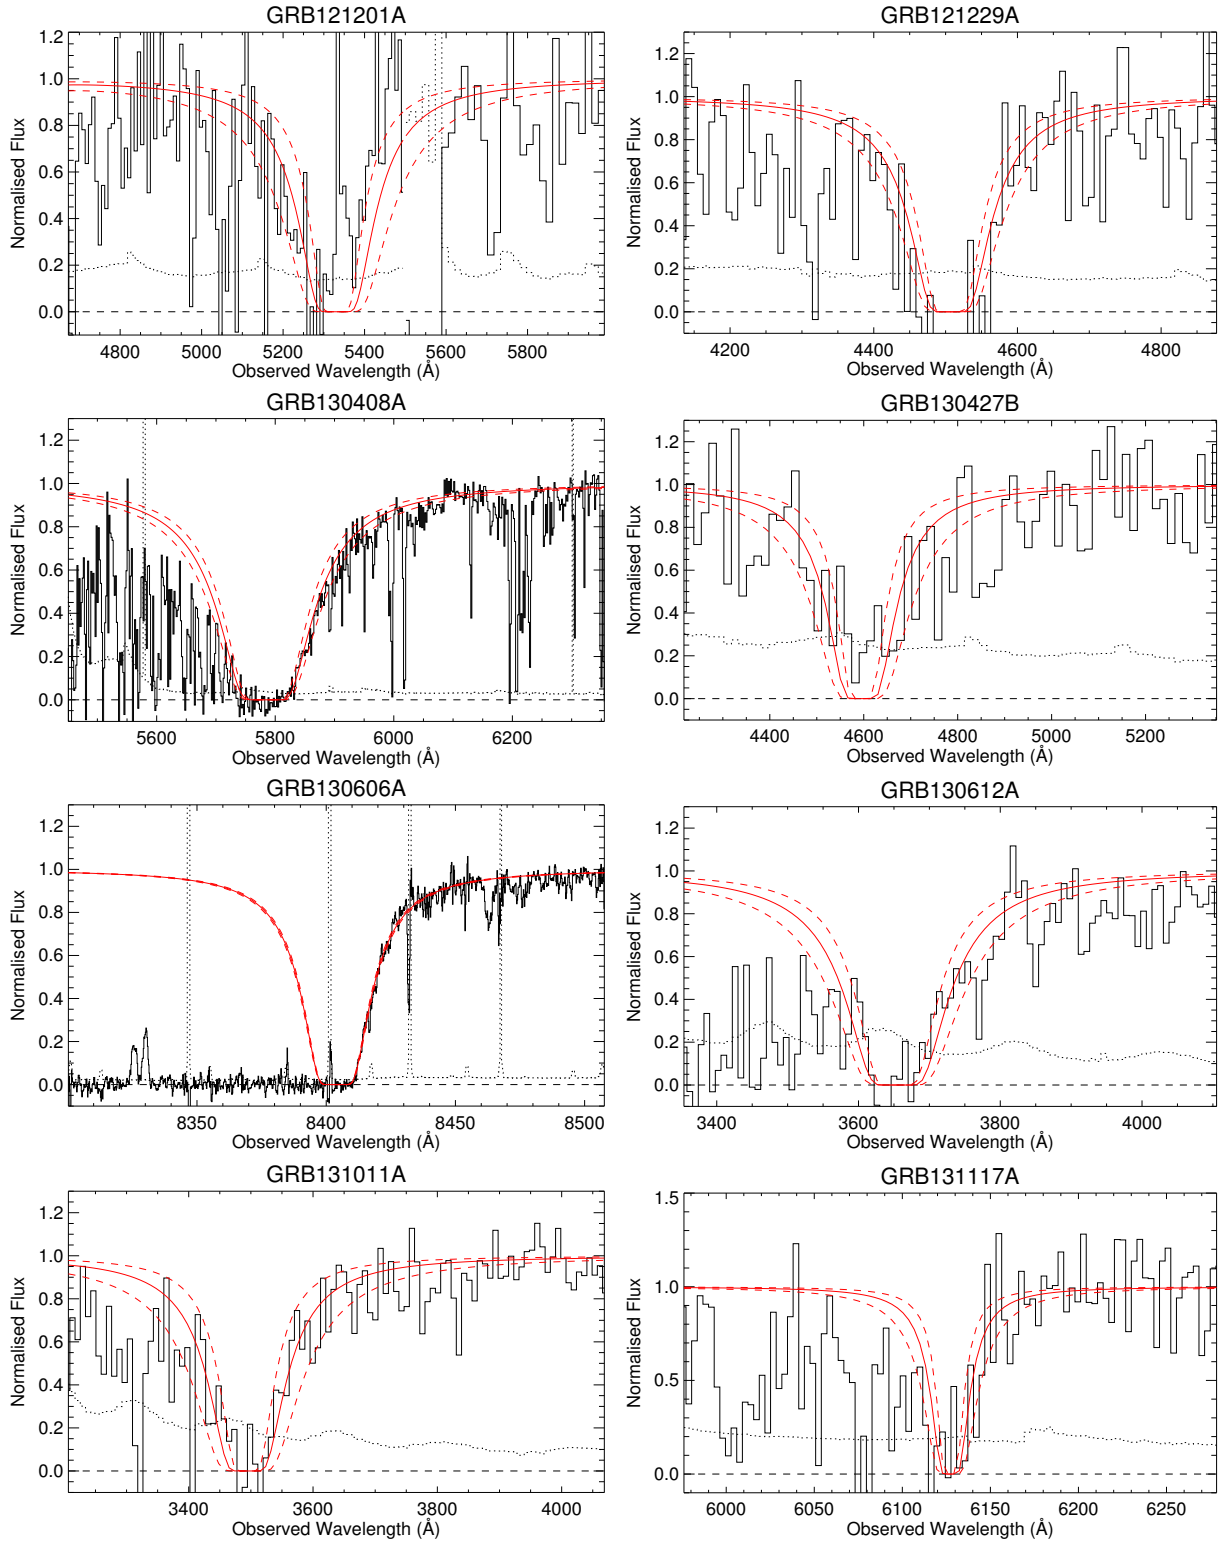 GRB121201A
Normalised Flux
1.2
1.0
0.8
0.6
0.4
0.2
0.0
4800 5000 5200 5400 5600 5800
Observed Wavelength (Å)
GRB121229A
Normalised Flux
1.2
1.0
0.8
0.6
0.4
0.2
0.0
4200 4400 4600 4800
Observed Wavelength (Å)
GRB130408A
Normalised Flux
1.2
1.0
0.8
0.6
0.4
0.2
0.0
5600 5800 6000 6200
Observed Wavelength (Å)
GRB130427B
Normalised Flux
1.2
1.0
0.8
0.6
0.4
0.2
0.0
4400 4600 4800 5000 5200
Observed Wavelength (Å)
GRB130606A
Normalised Flux
1.2
1.0
0.8
0.6
0.4
0.2
0.0
8350 8400 8450 8500
Observed Wavelength (Å)
GRB130612A
Normalised Flux
1.2
1.0
0.8
0.6
0.4
0.2
0.0
3400 3600 3800 4000
Observed Wavelength (Å)
GRB131011A
Normalised Flux
1.2
1.0
0.8
0.6
0.4
0.2
0.0
3400 3600 3800 4000
Observed Wavelength (Å)
GRB131117A
Normalised Flux
1.5
1.0
0.5
0.0
6000 6050 6100 6150 6200 6250
Observed Wavelength (Å)